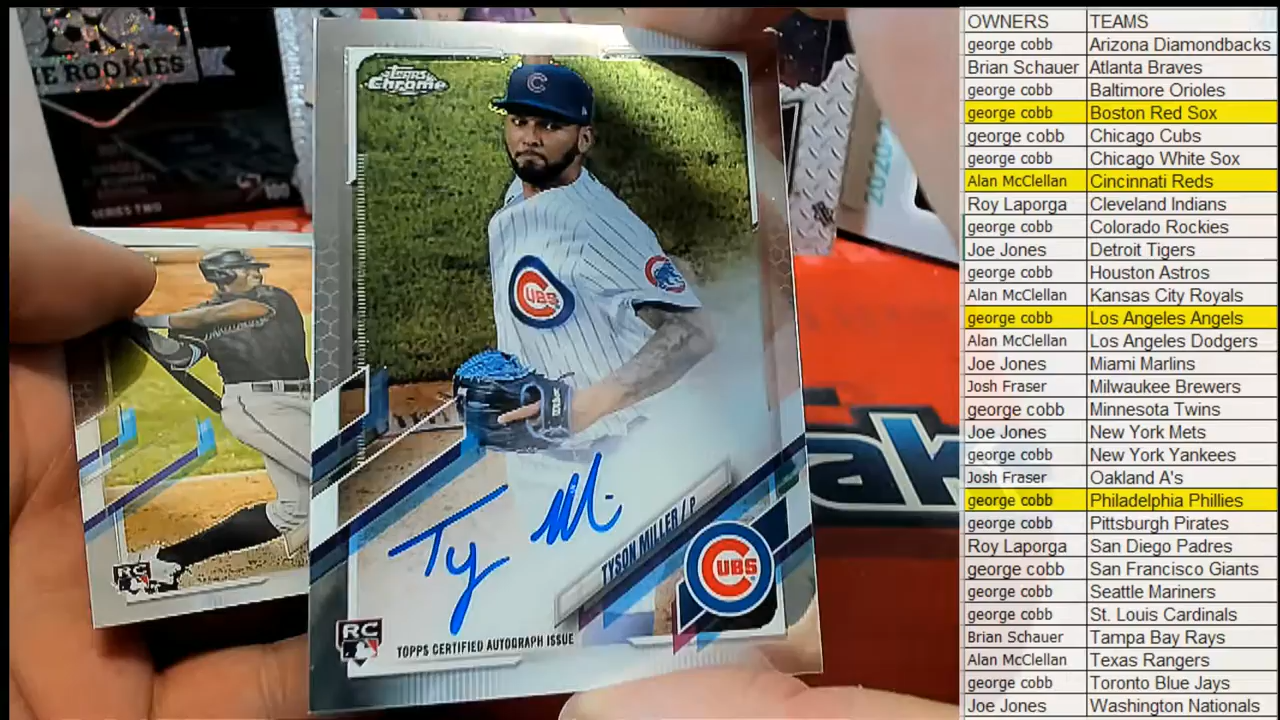 THE ROOKIES
SERIES TWO
Topps
Chrome
C
CUBS
TYSON MILLER / P
CUBS
RC
TOPPS CERTIFIED AUTOGRAPH ISSUE
RC
2020
OWNERS TEAMS
george cobb Arizona Diamondbacks
Brian Schauer Atlanta Braves
george cobb Baltimore Orioles
george cobb Boston Red Sox
george cobb Chicago Cubs
george cobb Chicago White Sox
Alan McClellan Cincinnati Reds
Roy Laporga Cleveland Indians
george cobb Colorado Rockies
Joe Jones Detroit Tigers
george cobb Houston Astros
Alan McClellan Kansas City Royals
george cobb Los Angeles Angels
Alan McClellan Los Angeles Dodgers
Joe Jones Miami Marlins
Josh Fraser Milwaukee Brewers
george cobb Minnesota Twins
Joe Jones New York Mets
george cobb New York Yankees
Josh Fraser Oakland A's
george cobb Philadelphia Phillies
george cobb Pittsburgh Pirates
Roy Laporga San Diego Padres
george cobb San Francisco Giants
george cobb Seattle Mariners
george cobb St. Louis Cardinals
Brian Schauer Tampa Bay Rays
Alan McClellan Texas Rangers
george cobb Toronto Blue Jays
Joe Jones Washington Nationals